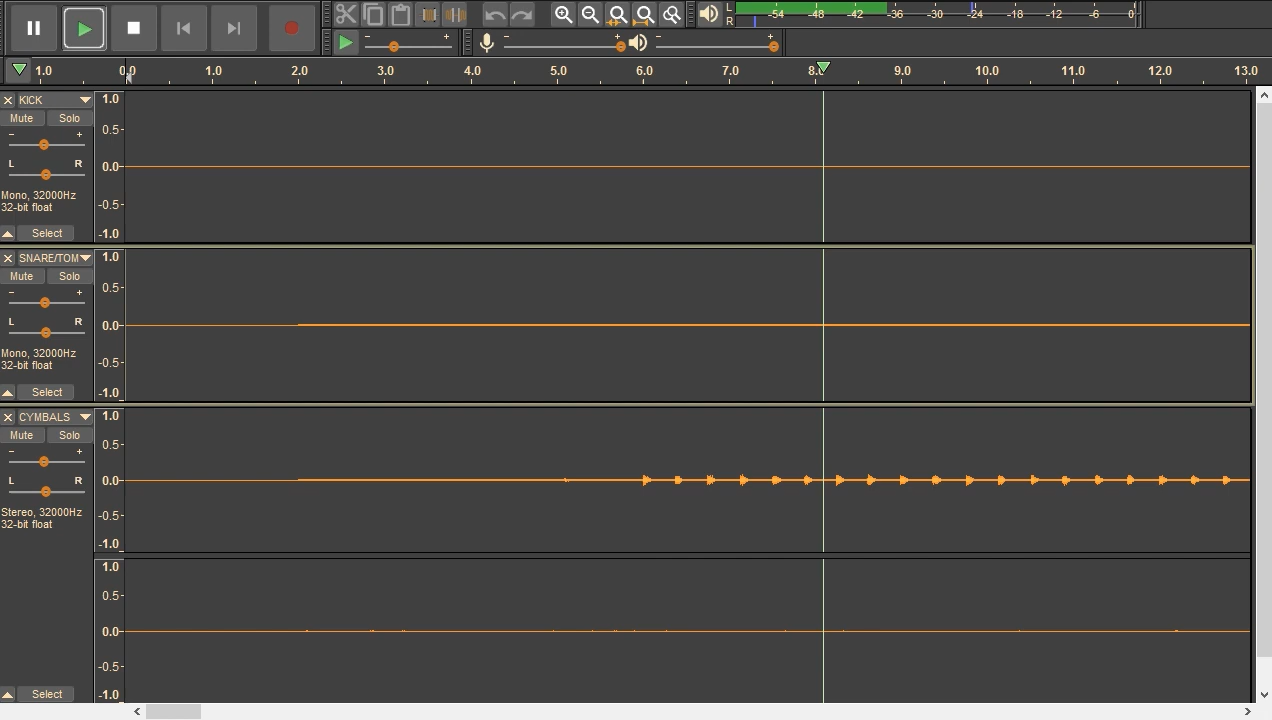 L -54 -48 -42 -36 -30 -24 -18 -12 -6 0
R
- + - + - +
1.0 0.0 1.0 2.0 3.0 4.0 5.0 6.0 7.0 8.0 9.0 10.0 11.0 12.0 13.0
KICK 1.0
Mute Solo
- + 0.5
L R 0.0
Mono, 32000Hz
32-bit float -0.5
Select -1.0
SNARE/TOM 1.0
Mute Solo
- + 0.5
L R 0.0
Mono, 32000Hz
32-bit float -0.5
Select -1.0
CYMBALS 1.0
Mute Solo
- + 0.5
L R 0.0
Stereo, 32000Hz -0.5
32-bit float
-1.0
1.0
0.5
0.0
-0.5
Select -1.0